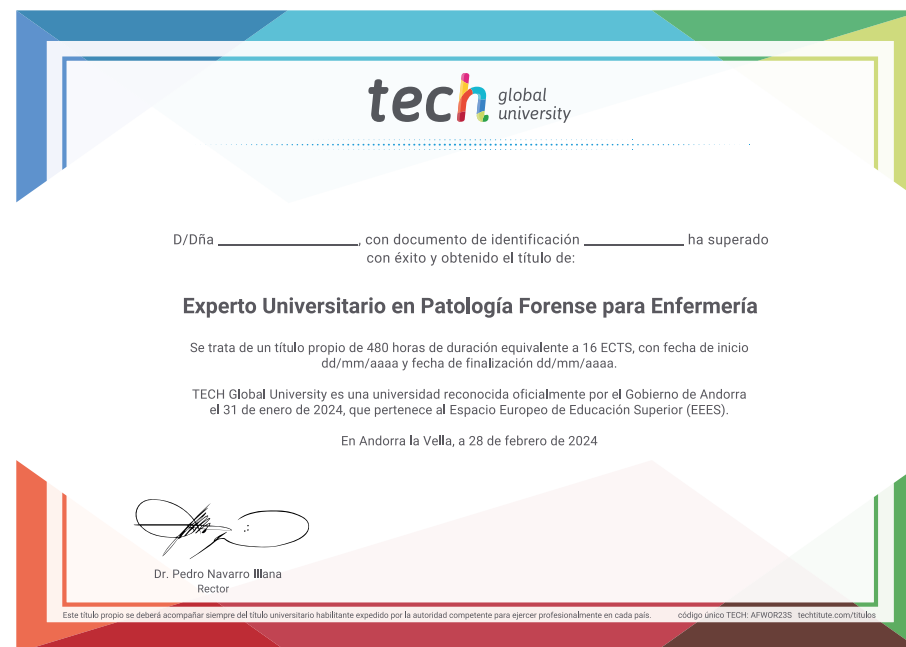 tech global university
D/Dña ____________________, con documento de identificación ______________ ha superado
con éxito y obtenido el título de:
Experto Universitario en Patología Forense para Enfermería
Se trata de un título propio de 480 horas de duración equivalente a 16 ECTS, con fecha de inicio
dd/mm/aaaa y fecha de finalización dd/mm/aaaa.
TECH Global University es una universidad reconocida oficialmente por el Gobierno de Andorra
el 31 de enero de 2024, que pertenece al Espacio Europeo de Educación Superior (EEES).
En Andorra la Vella, a 28 de febrero de 2024
Dr. Pedro Navarro Illana
Rector
Este título propio se deberá acompañar siempre del título universitario habilitante expedido por la autoridad competente para ejercer profesionalmente en cada país. código único TECH: AFWOR23S techtitute.com/titulos